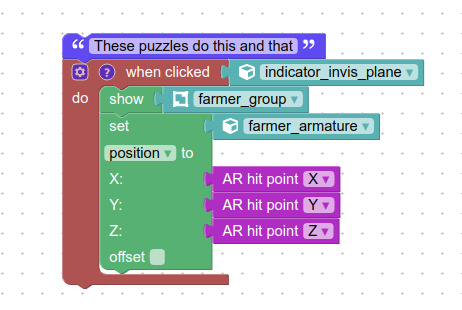 “ These puzzles do this and that ”
? when clicked indicator_invis_plane
do show farmer_group
set farmer_armature
position to
X: AR hit point X
Y: AR hit point Y
Z: AR hit point Z
offset